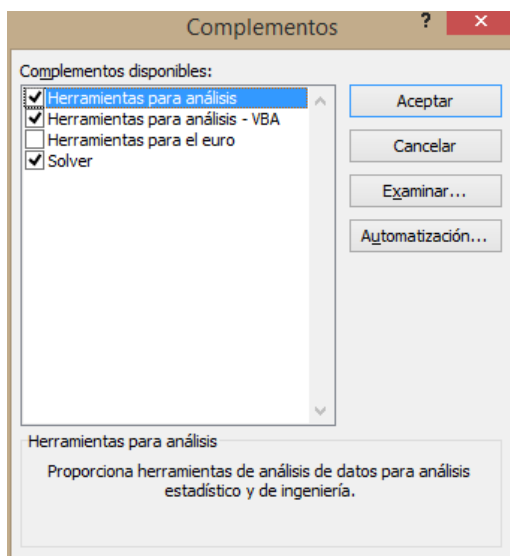 Complementos
?
×
Complementos disponibles:
Herramientas para análisis
Herramientas para análisis - VBA
Herramientas para el euro
Solver
Aceptar
Cancelar
Examinar...
Automatización...
Herramientas para análisis
Proporciona herramientas de análisis de datos para análisis
estadístico y de ingeniería.